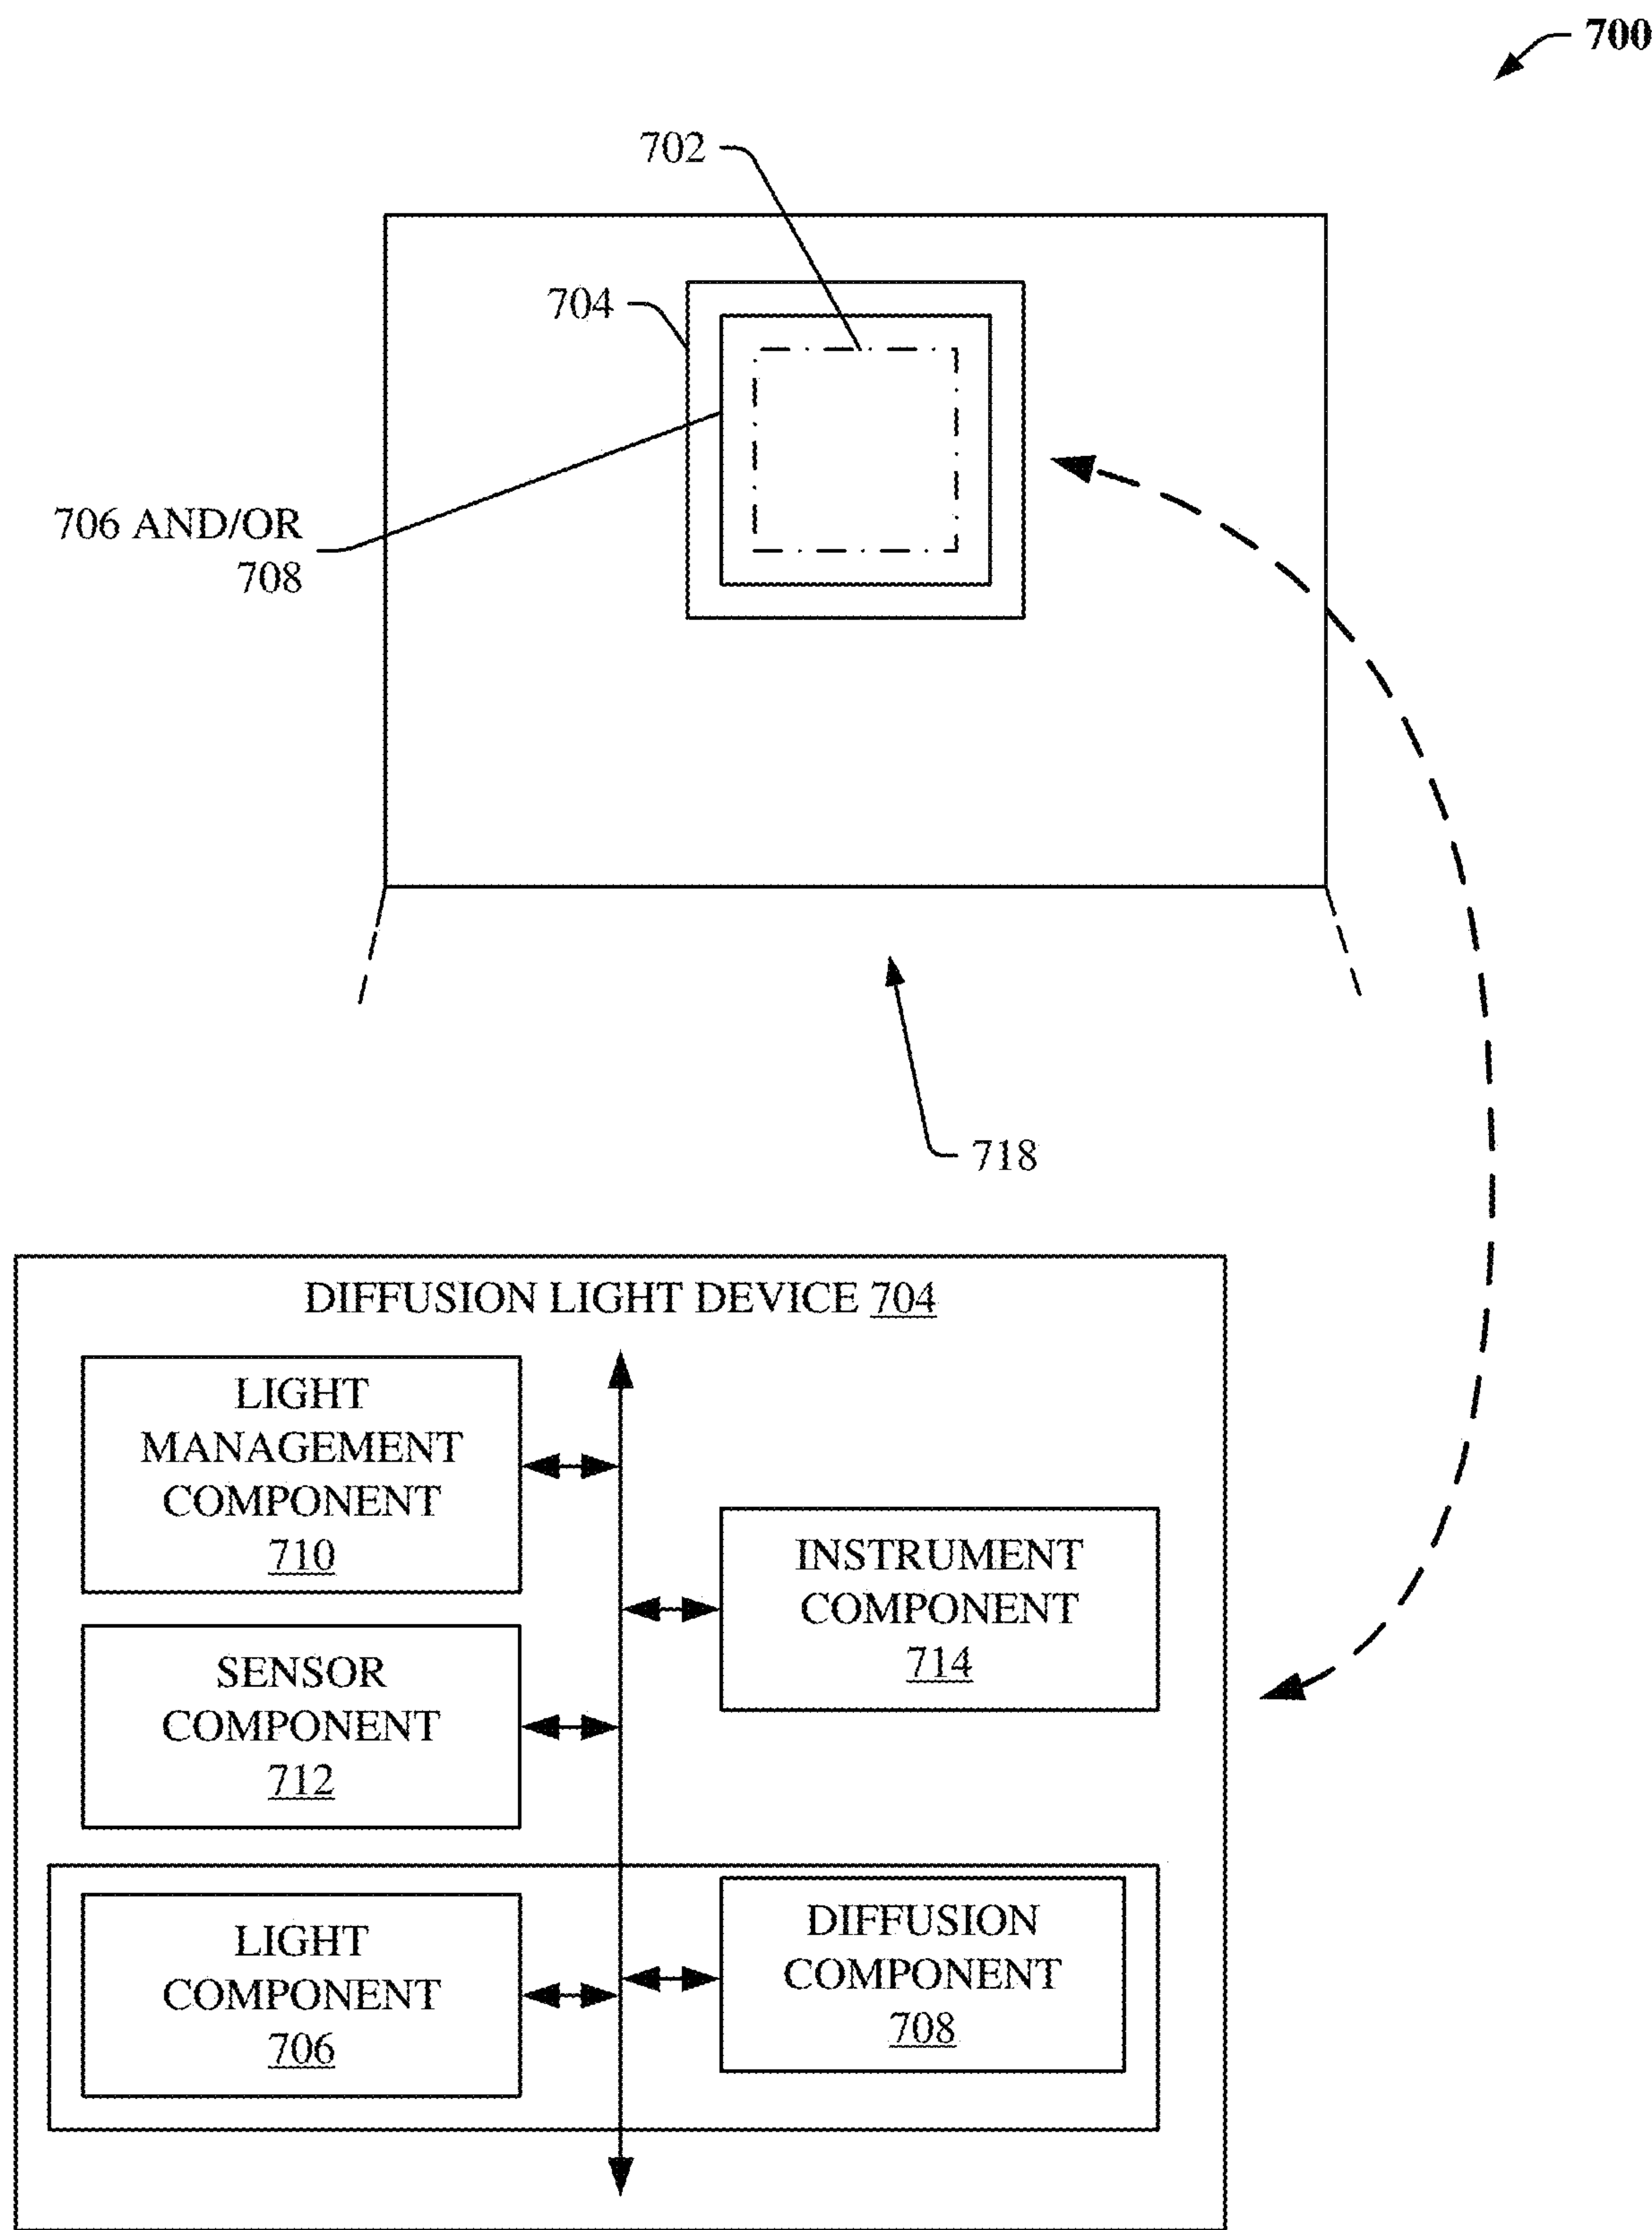 700
702
704
706 AND/OR
708
718
DIFFUSION LIGHT DEVICE 704
LIGHT
MANAGEMENT
COMPONENT
710
INSTRUMENT
COMPONENT
714
SENSOR
COMPONENT
712
LIGHT
COMPONENT
706
DIFFUSION
COMPONENT
708